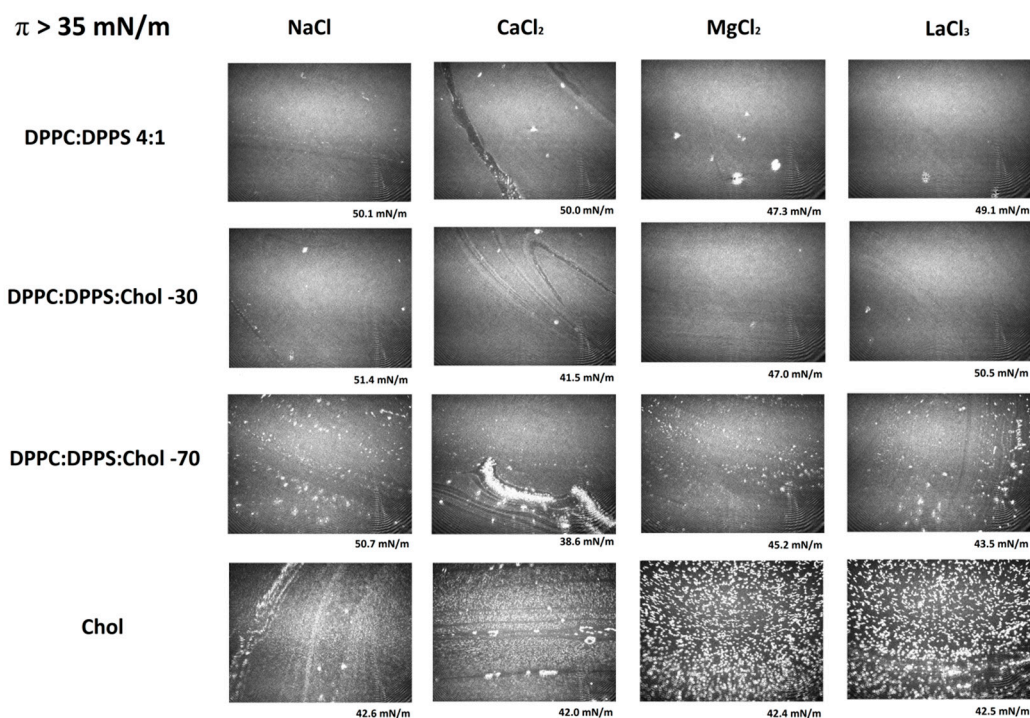 π > 35 mN/m
NaCl
CaCl₂
MgCl₂
LaCl₃
DPPC:DPPS 4:1
50.1 mN/m
50.0 mN/m
47.3 mN/m
49.1 mN/m
DPPC:DPPS:Chol -30
51.4 mN/m
41.5 mN/m
47.0 mN/m
50.5 mN/m
DPPC:DPPS:Chol -70
50.7 mN/m
38.6 mN/m
45.2 mN/m
43.5 mN/m
Chol
42.6 mN/m
42.0 mN/m
42.4 mN/m
42.5 mN/m